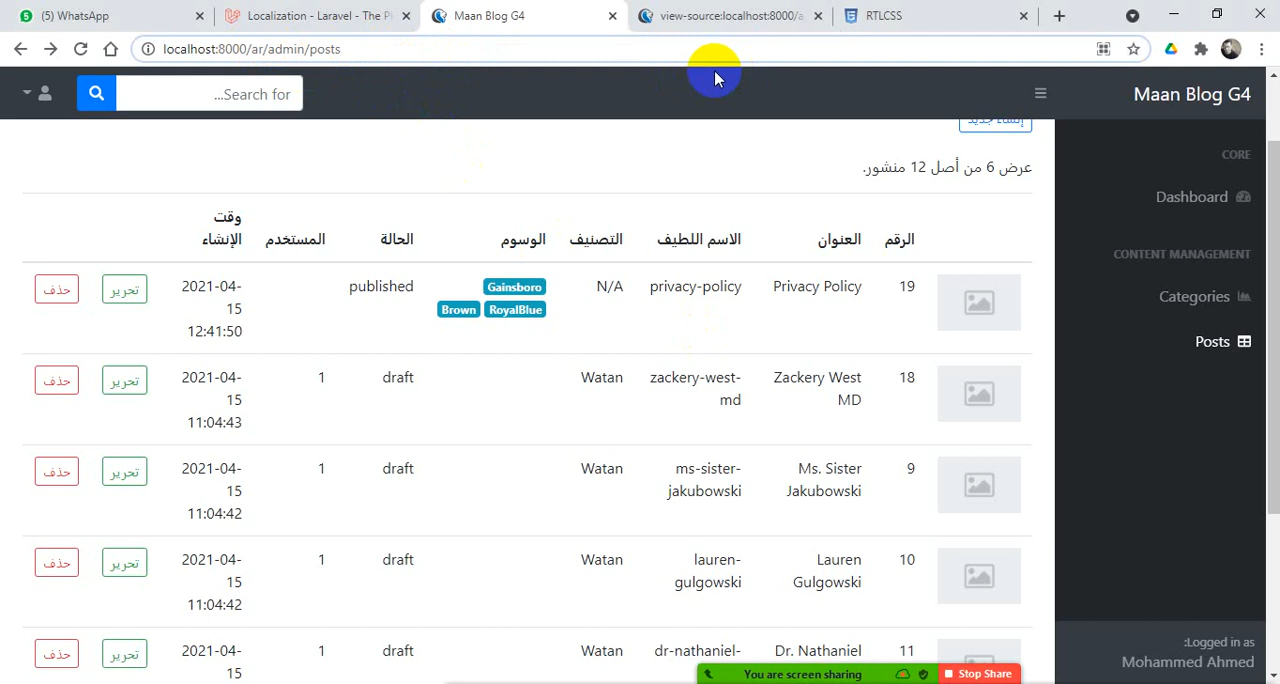 (5) WhatsApp
Localization - Laravel - The P
Maan Blog G4
view-source:localhost:8000/a
RTLCSS
localhost:8000/ar/admin/posts
Search for...
Maan Blog G4
إنشاء جديد
عرض 6 من أصل 12 منشور.
الرقم العنوان الاسم اللطيف التصنيف الوسوم الحالة المستخدم وقت
الإنشاء
19 Privacy Policy privacy-policy N/A Gainsboro published 2021-04-
RoyalBlue Brown 15
12:41:50
تحرير حذف
18 Zackery West zackery-west- Watan draft 1 2021-04-
MD md 15
11:04:43
تحرير حذف
9 Ms. Sister ms-sister- Watan draft 1 2021-04-
Jakubowski jakubowski 15
11:04:42
تحرير حذف
10 Lauren lauren- Watan draft 1 2021-04-
Gulgowski gulgowski 15
11:04:42
تحرير حذف
11 Dr. Nathaniel dr-nathaniel- Watan draft 1 2021-04-
15
تحرير حذف
CORE
Dashboard
CONTENT MANAGEMENT
Categories
Posts
Logged in as:
Mohammed Ahmed
You are screen sharing
Stop Share